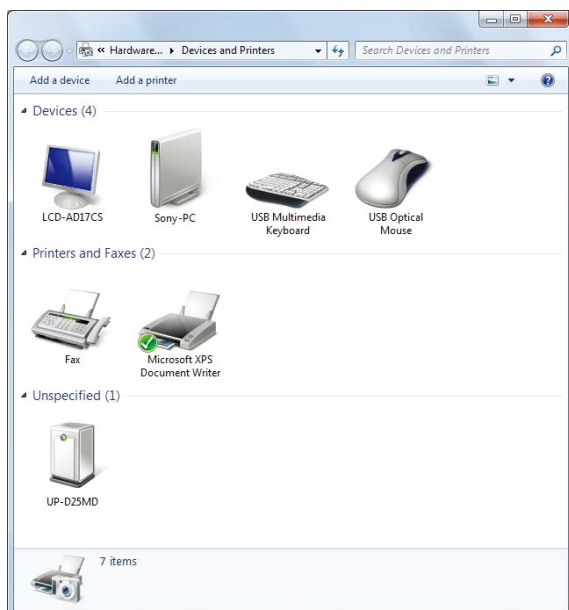 « Hardware... ▸ Devices and Printers
Search Devices and Printers
Add a device Add a printer
Devices (4)
LCD-AD17CS
Sony-PC
USB Multimedia
Keyboard
USB Optical
Mouse
Printers and Faxes (2)
Fax
Microsoft XPS
Document Writer
Unspecified (1)
UP-D25MD
7 items